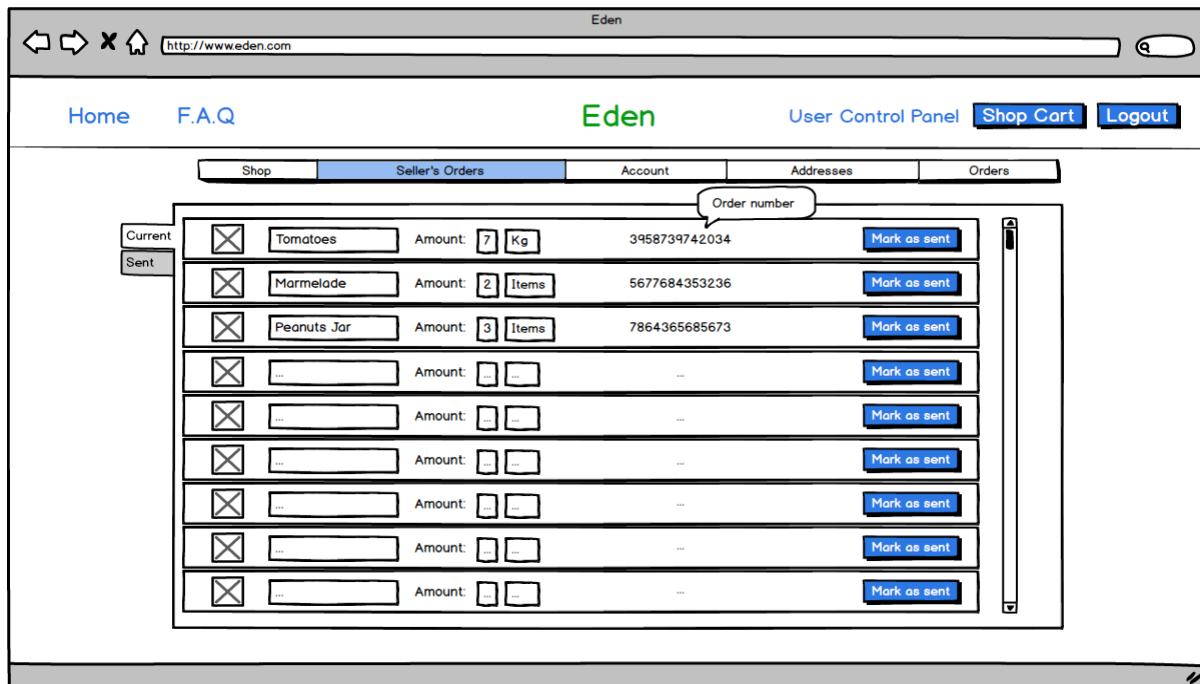 Eden
http://www.eden.com
Home F.A.Q Eden User Control Panel Shop Cart Logout
Shop Seller's Orders Account Addresses Orders
Order number
Current
Sent
Tomatoes Amount: 7 Kg 3958739742034 Mark as sent
Marmelade Amount: 2 Items 5677684353236 Mark as sent
Peanuts Jar Amount: 3 Items 7864365685673 Mark as sent
... Amount: ... ... ... Mark as sent
... Amount: ... ... ... Mark as sent
... Amount: ... ... ... Mark as sent
... Amount: ... ... ... Mark as sent
... Amount: ... ... ... Mark as sent
... Amount: ... ... ... Mark as sent